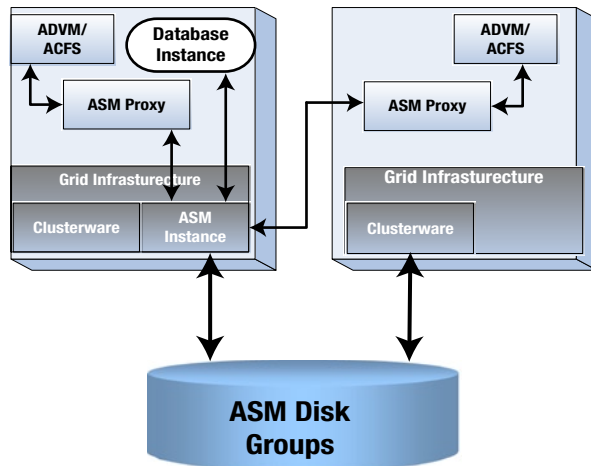 ADVM/
ACFS
Database
Instance
ASM Proxy
Grid Infrasturecture
Clusterware
ASM
Instance
ADVM/
ACFS
ASM Proxy
Grid Infrasturecture
Clusterware
ASM Disk
Groups